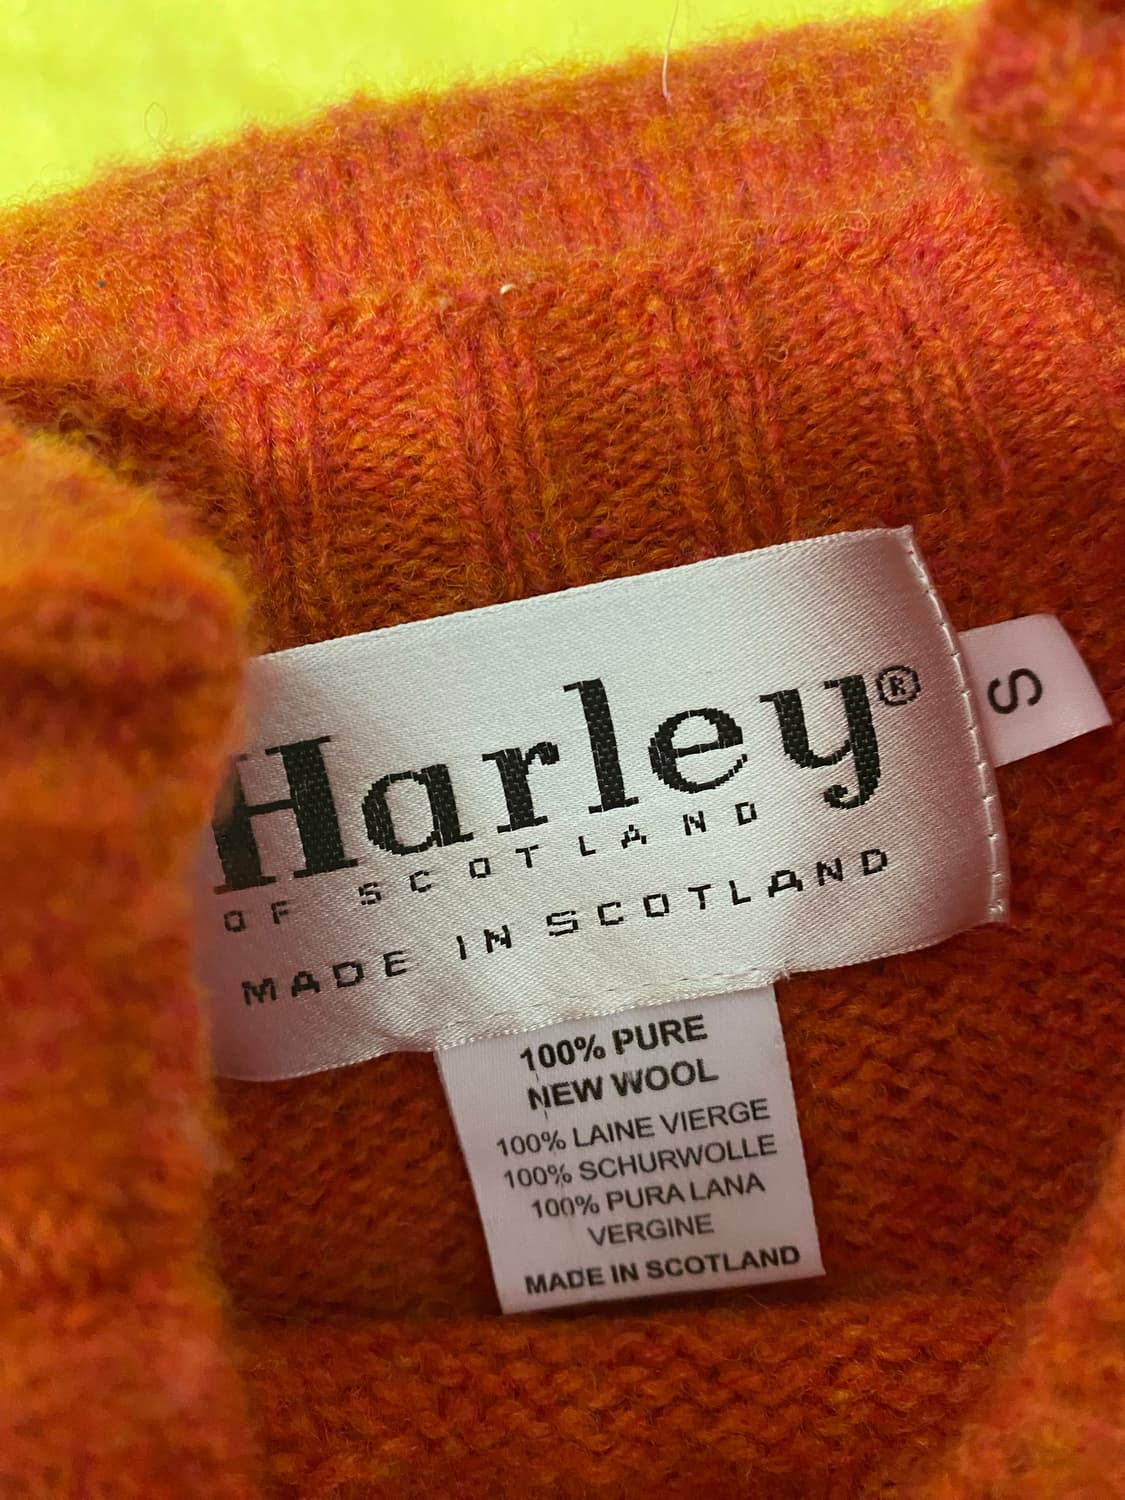 Harley®
OF SCOTLAND
MADE IN SCOTLAND
S
100% PURE
NEW WOOL
100% LAINE VIERGE
100% SCHURWOLLE
100% PURA LANA
VERGINE
MADE IN SCOTLAND